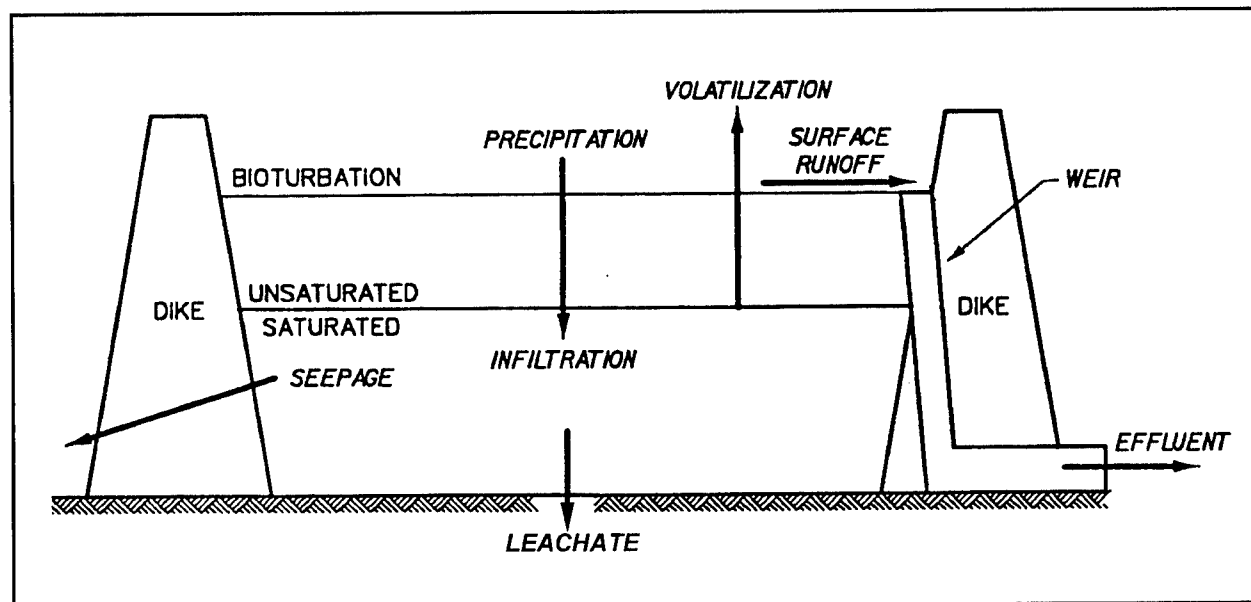 VOLATILIZATION
PRECIPITATION
SURFACE
RUNOFF
BIOTURBATION
WEIR
UNSATURATED
DIKE
DIKE
SATURATED
INFILTRATION
SEEPAGE
EFFLUENT
LEACHATE